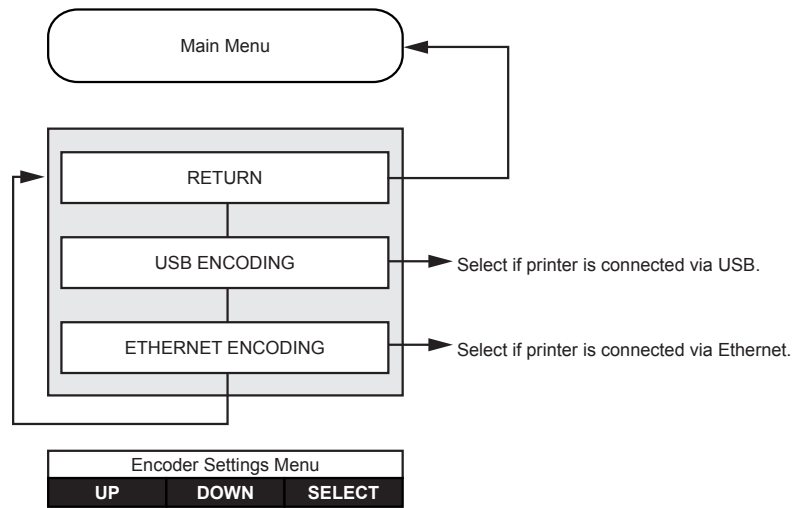 Main Menu
RETURN
USB ENCODING
Select if printer is connected via USB.
ETHERNET ENCODING
Select if printer is connected via Ethernet.
Encoder Settings Menu
UP DOWN SELECT